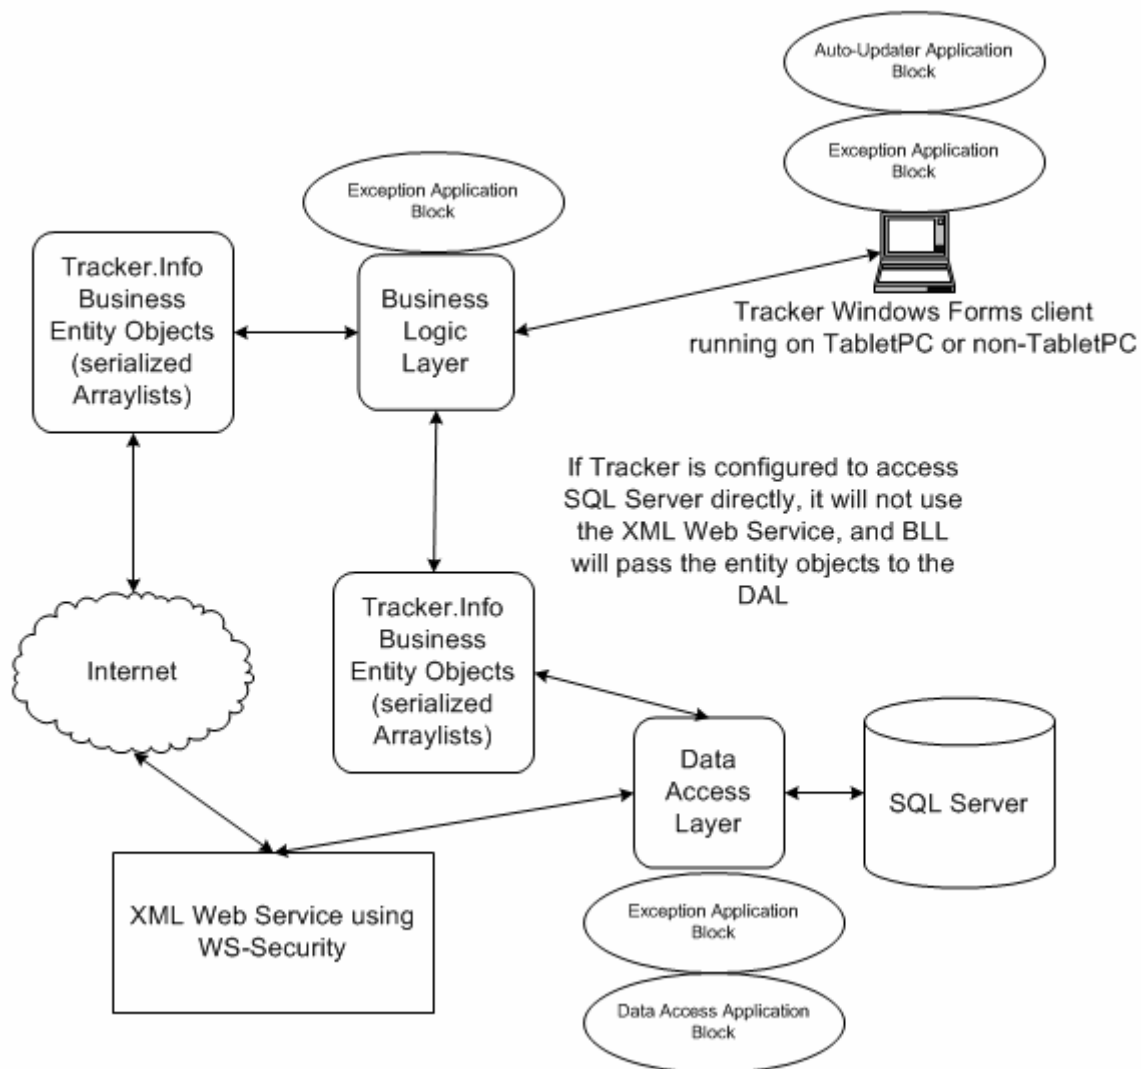 Auto-Updater Application
Block
Exception Application
Block
Exception Application
Block
Tracker.Info
Business
Entity Objects
(serialized
Arraylists)
Business
Logic
Layer
Tracker Windows Forms client
running on TabletPC or non-TabletPC
If Tracker is configured to access
SQL Server directly, it will not use
the XML Web Service, and BLL
will pass the entity objects to the
DAL
Tracker.Info
Business
Entity Objects
(serialized
Arraylists)
Internet
Data
Access
Layer
SQL Server
XML Web Service using
WS-Security
Exception Application
Block
Data Access Application
Block